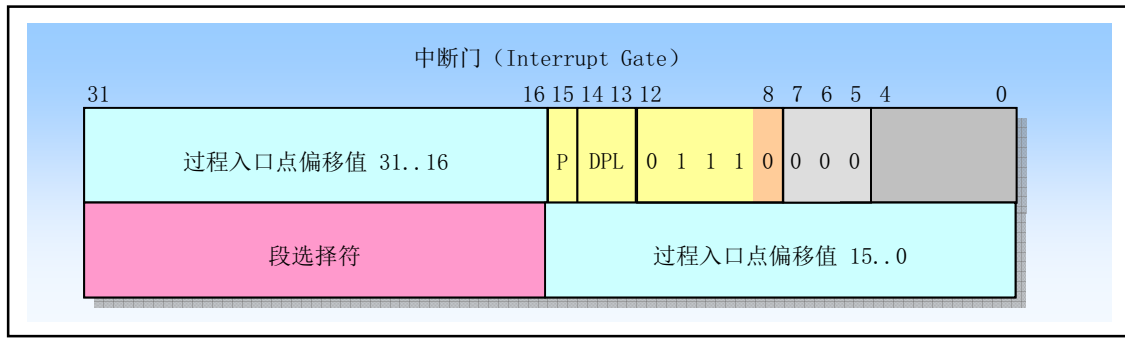 中断门（Interrupt Gate）
31 16 15 14 13 12 8 7 6 5 4 0
过程入口点偏移值 31..16 P DPL 0 1 1 1 0 0 0 0
段选择符 过程入口点偏移值 15..0